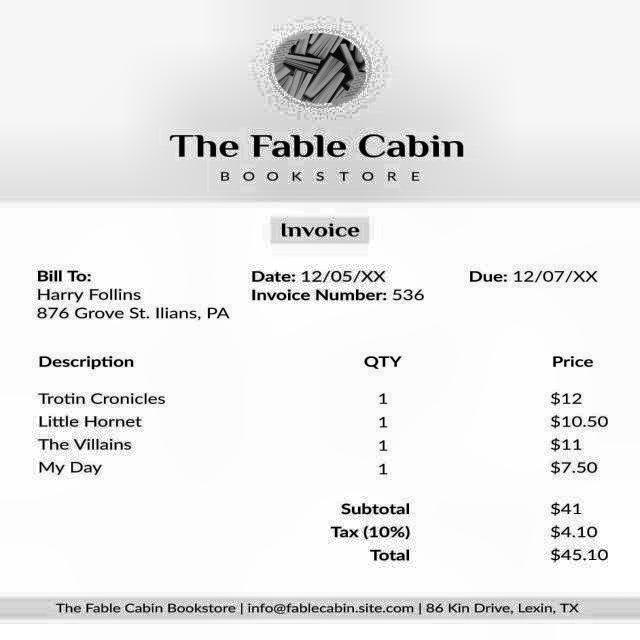 The Fable Cabin
BOOKSTORE
Invoice
Bill To: Date: 12/05/XX Due: 12/07/XX
Harry Follins Invoice Number: 536
876 Grove St. Ilians, PA
Description QTY Price
Trotin Cronicles 1 $12
Little Hornet 1 $10.50
The Villains 1 $11
My Day 1 $7.50
Subtotal $41
Tax (10%) $4.10
Total $45.10
The Fable Cabin Bookstore | info@fablecabin.site.com | 86 Kin Drive, Lexin, TX